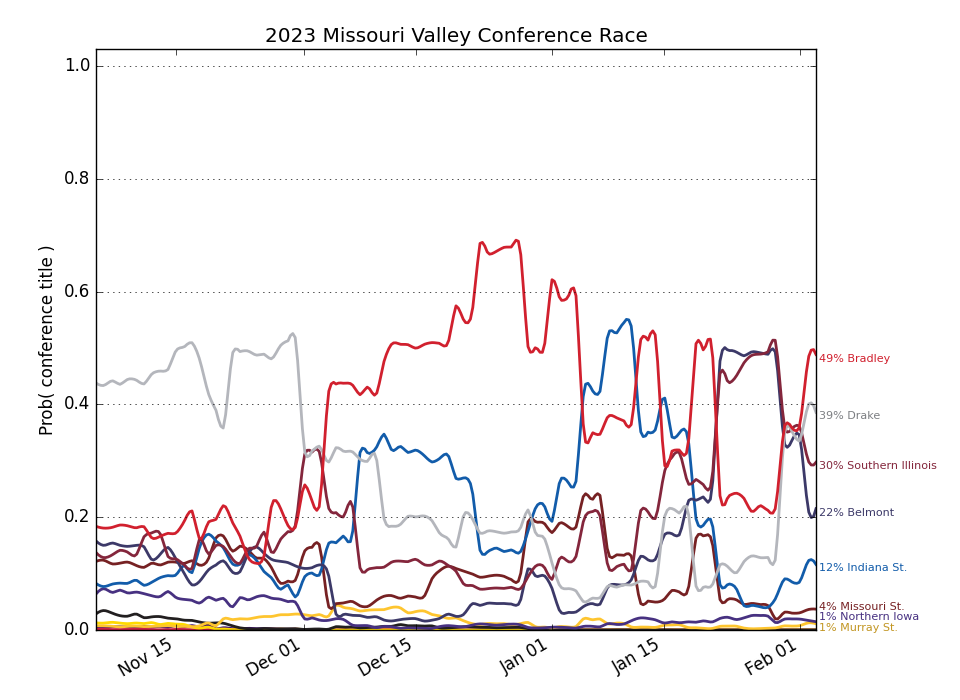 2023 Missouri Valley Conference Race
Prob( conference title )
1.0
0.8
0.6
0.4
0.2
0.0
49% Bradley
39% Drake
30% Southern Illinois
22% Belmont
12% Indiana St.
4% Missouri St.
1% Northern Iowa
1% Murray St.
Nov 15
Dec 01
Dec 15
Jan 01
Jan 15
Feb 01